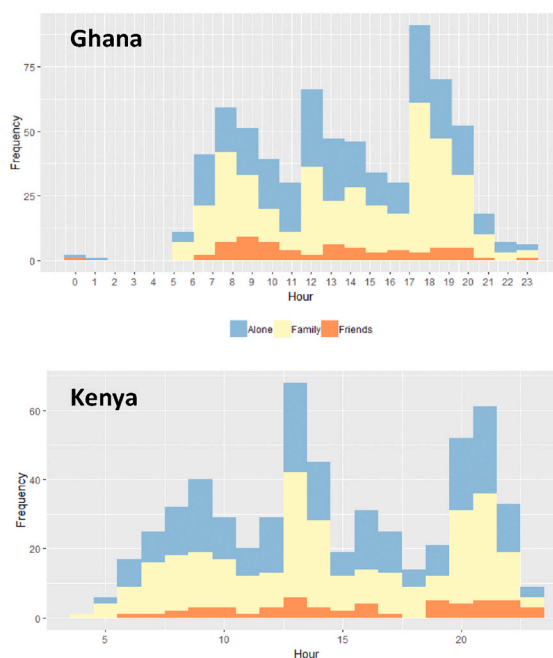 Ghana
75
50
25
0
Frequency
0 1 2 3 4 5 6 7 8 9 10 11 12 13 14 15 16 17 18 19 20 21 22 23
Hour
Alone Family Friends
Kenya
60
40
20
0
Frequency
5 10 15 20
Hour